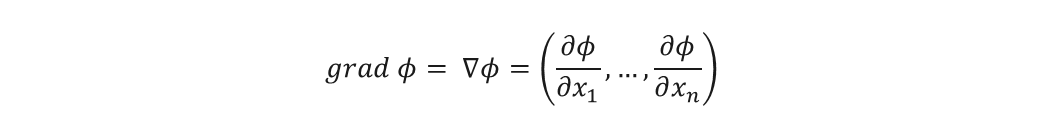 grad ϕ = ∇ϕ = (∂ϕ/∂x₁, …, ∂ϕ/∂xₙ)